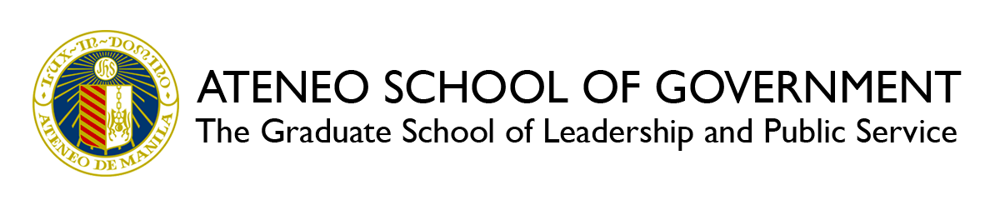 LUX~IN~DOMINO
IHS
ATENEO DE MANILA
ATENEO SCHOOL OF GOVERNMENT
The Graduate School of Leadership and Public Service